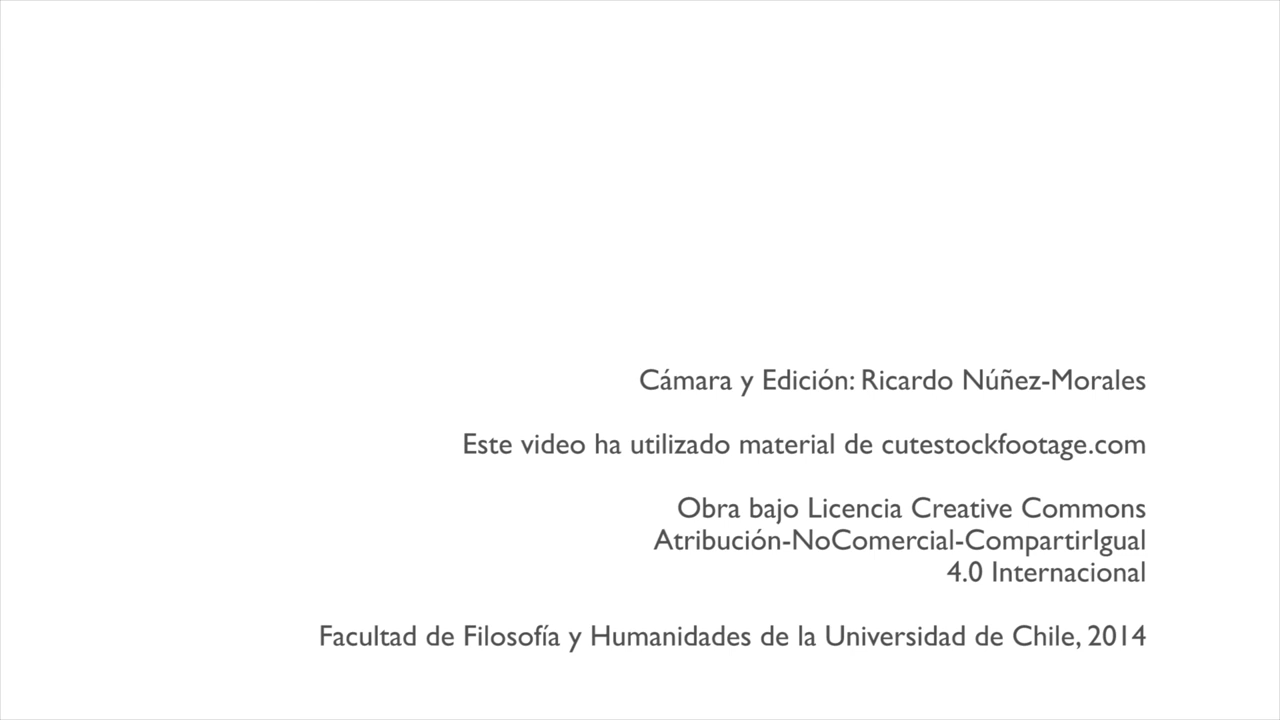 Cámara y Edición: Ricardo Núñez-Morales
Este video ha utilizado material de cutestockfootage.com
Obra bajo Licencia Creative Commons
Atribución-NoComercial-CompartirIgual
4.0 Internacional
Facultad de Filosofía y Humanidades de la Universidad de Chile, 2014